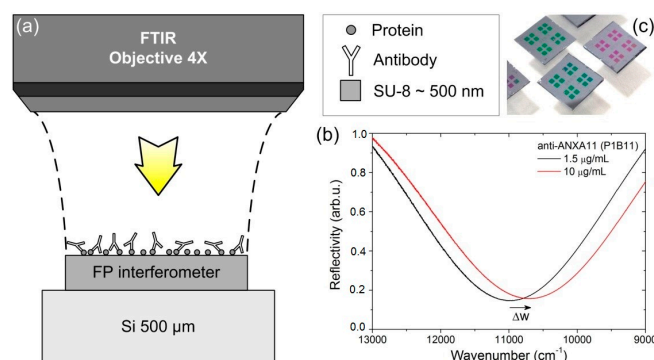 (a)
FTIR
Objective 4X
FP interferometer
Si 500 μm
Protein
Antibody
SU-8 ~ 500 nm
(c)
(b)
anti-ANXA11 (P1B11)
1.5 μg/mL
10 μg/mL
Reflectivity (arb.u.)
1.0
0.8
0.6
0.4
0.2
0.0
ΔW
13000 12000 11000 10000 9000
Wavenumber (cm⁻¹)